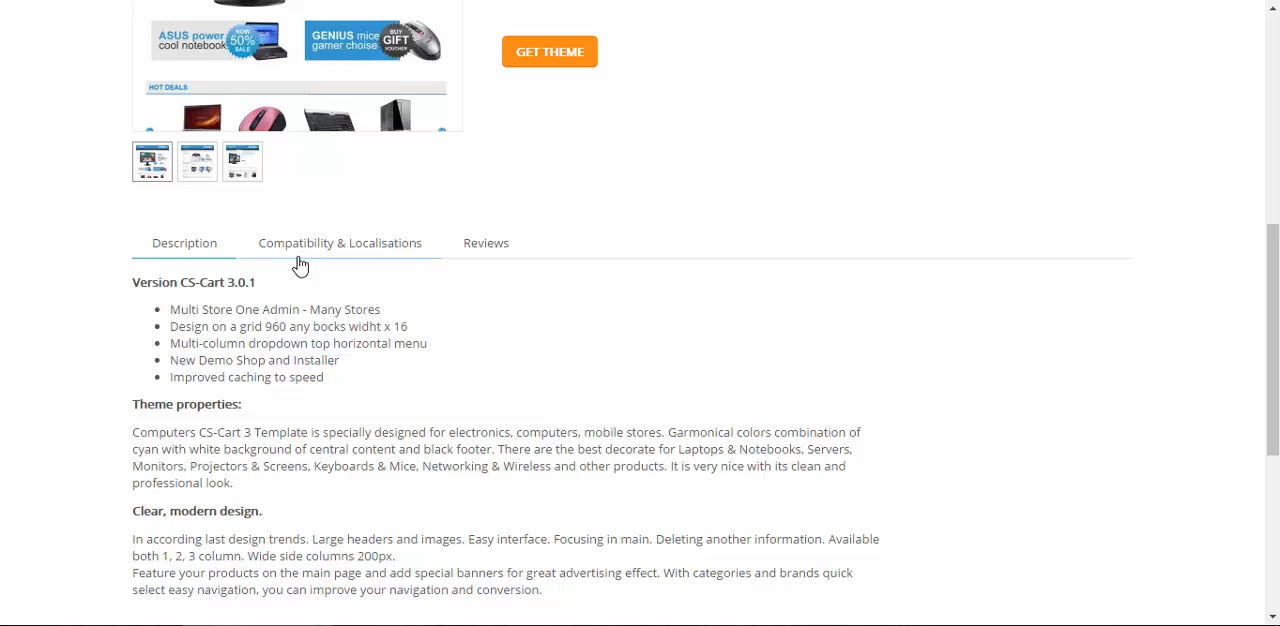 ASUS power
cool notebook
NOW
50%
SALE
GENIUS mice
gamer choise
BUY
GIFT
VOUCHER
GET THEME
HOT DEALS
Description
Compatibility & Localisations
Reviews
Version CS-Cart 3.0.1
Multi Store One Admin - Many Stores
Design on a grid 960 any bocks widht x 16
Multi-column dropdown top horizontal menu
New Demo Shop and Installer
Improved caching to speed
Theme properties:
Computers CS-Cart 3 Template is specially designed for electronics, computers, mobile stores. Garmonical colors combination of
cyan with white background of central content and black footer. There are the best decorate for Laptops & Notebooks, Servers,
Monitors, Projectors & Screens, Keyboards & Mice, Networking & Wireless and other products. It is very nice with its clean and
professional look.
Clear, modern design.
In according last design trends. Large headers and images. Easy interface. Focusing in main. Deleting another information. Available
both 1, 2, 3 column. Wide side columns 200px.
Feature your products on the main page and add special banners for great advertising effect. With categories and brands quick
select easy navigation, you can improve your navigation and conversion.